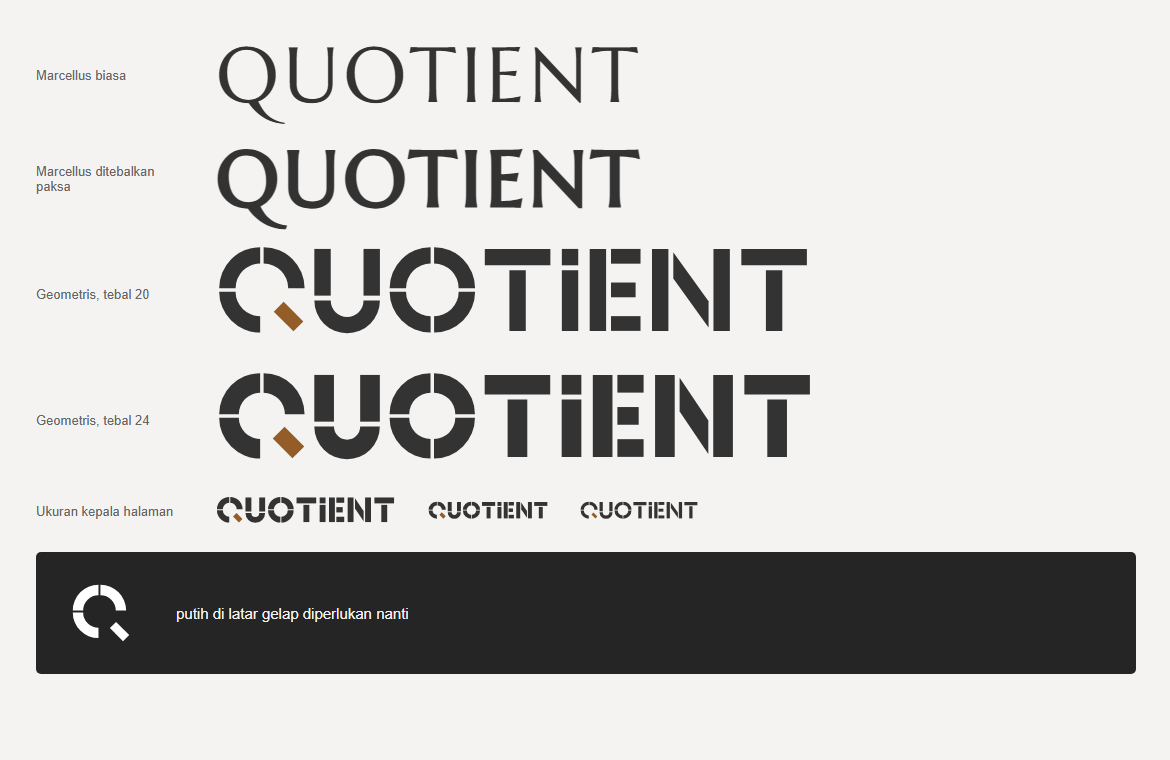 Marcellus biasa
QUOTIENT
Marcellus ditebalkan
paksa
QUOTIENT
Geometris, tebal 20
QUOTiENT
Geometris, tebal 24
QUOTiENT
Ukuran kepala halaman
QUOTiENT QUOTiENT QUOTiENT
Q
putih di latar gelap diperlukan nanti